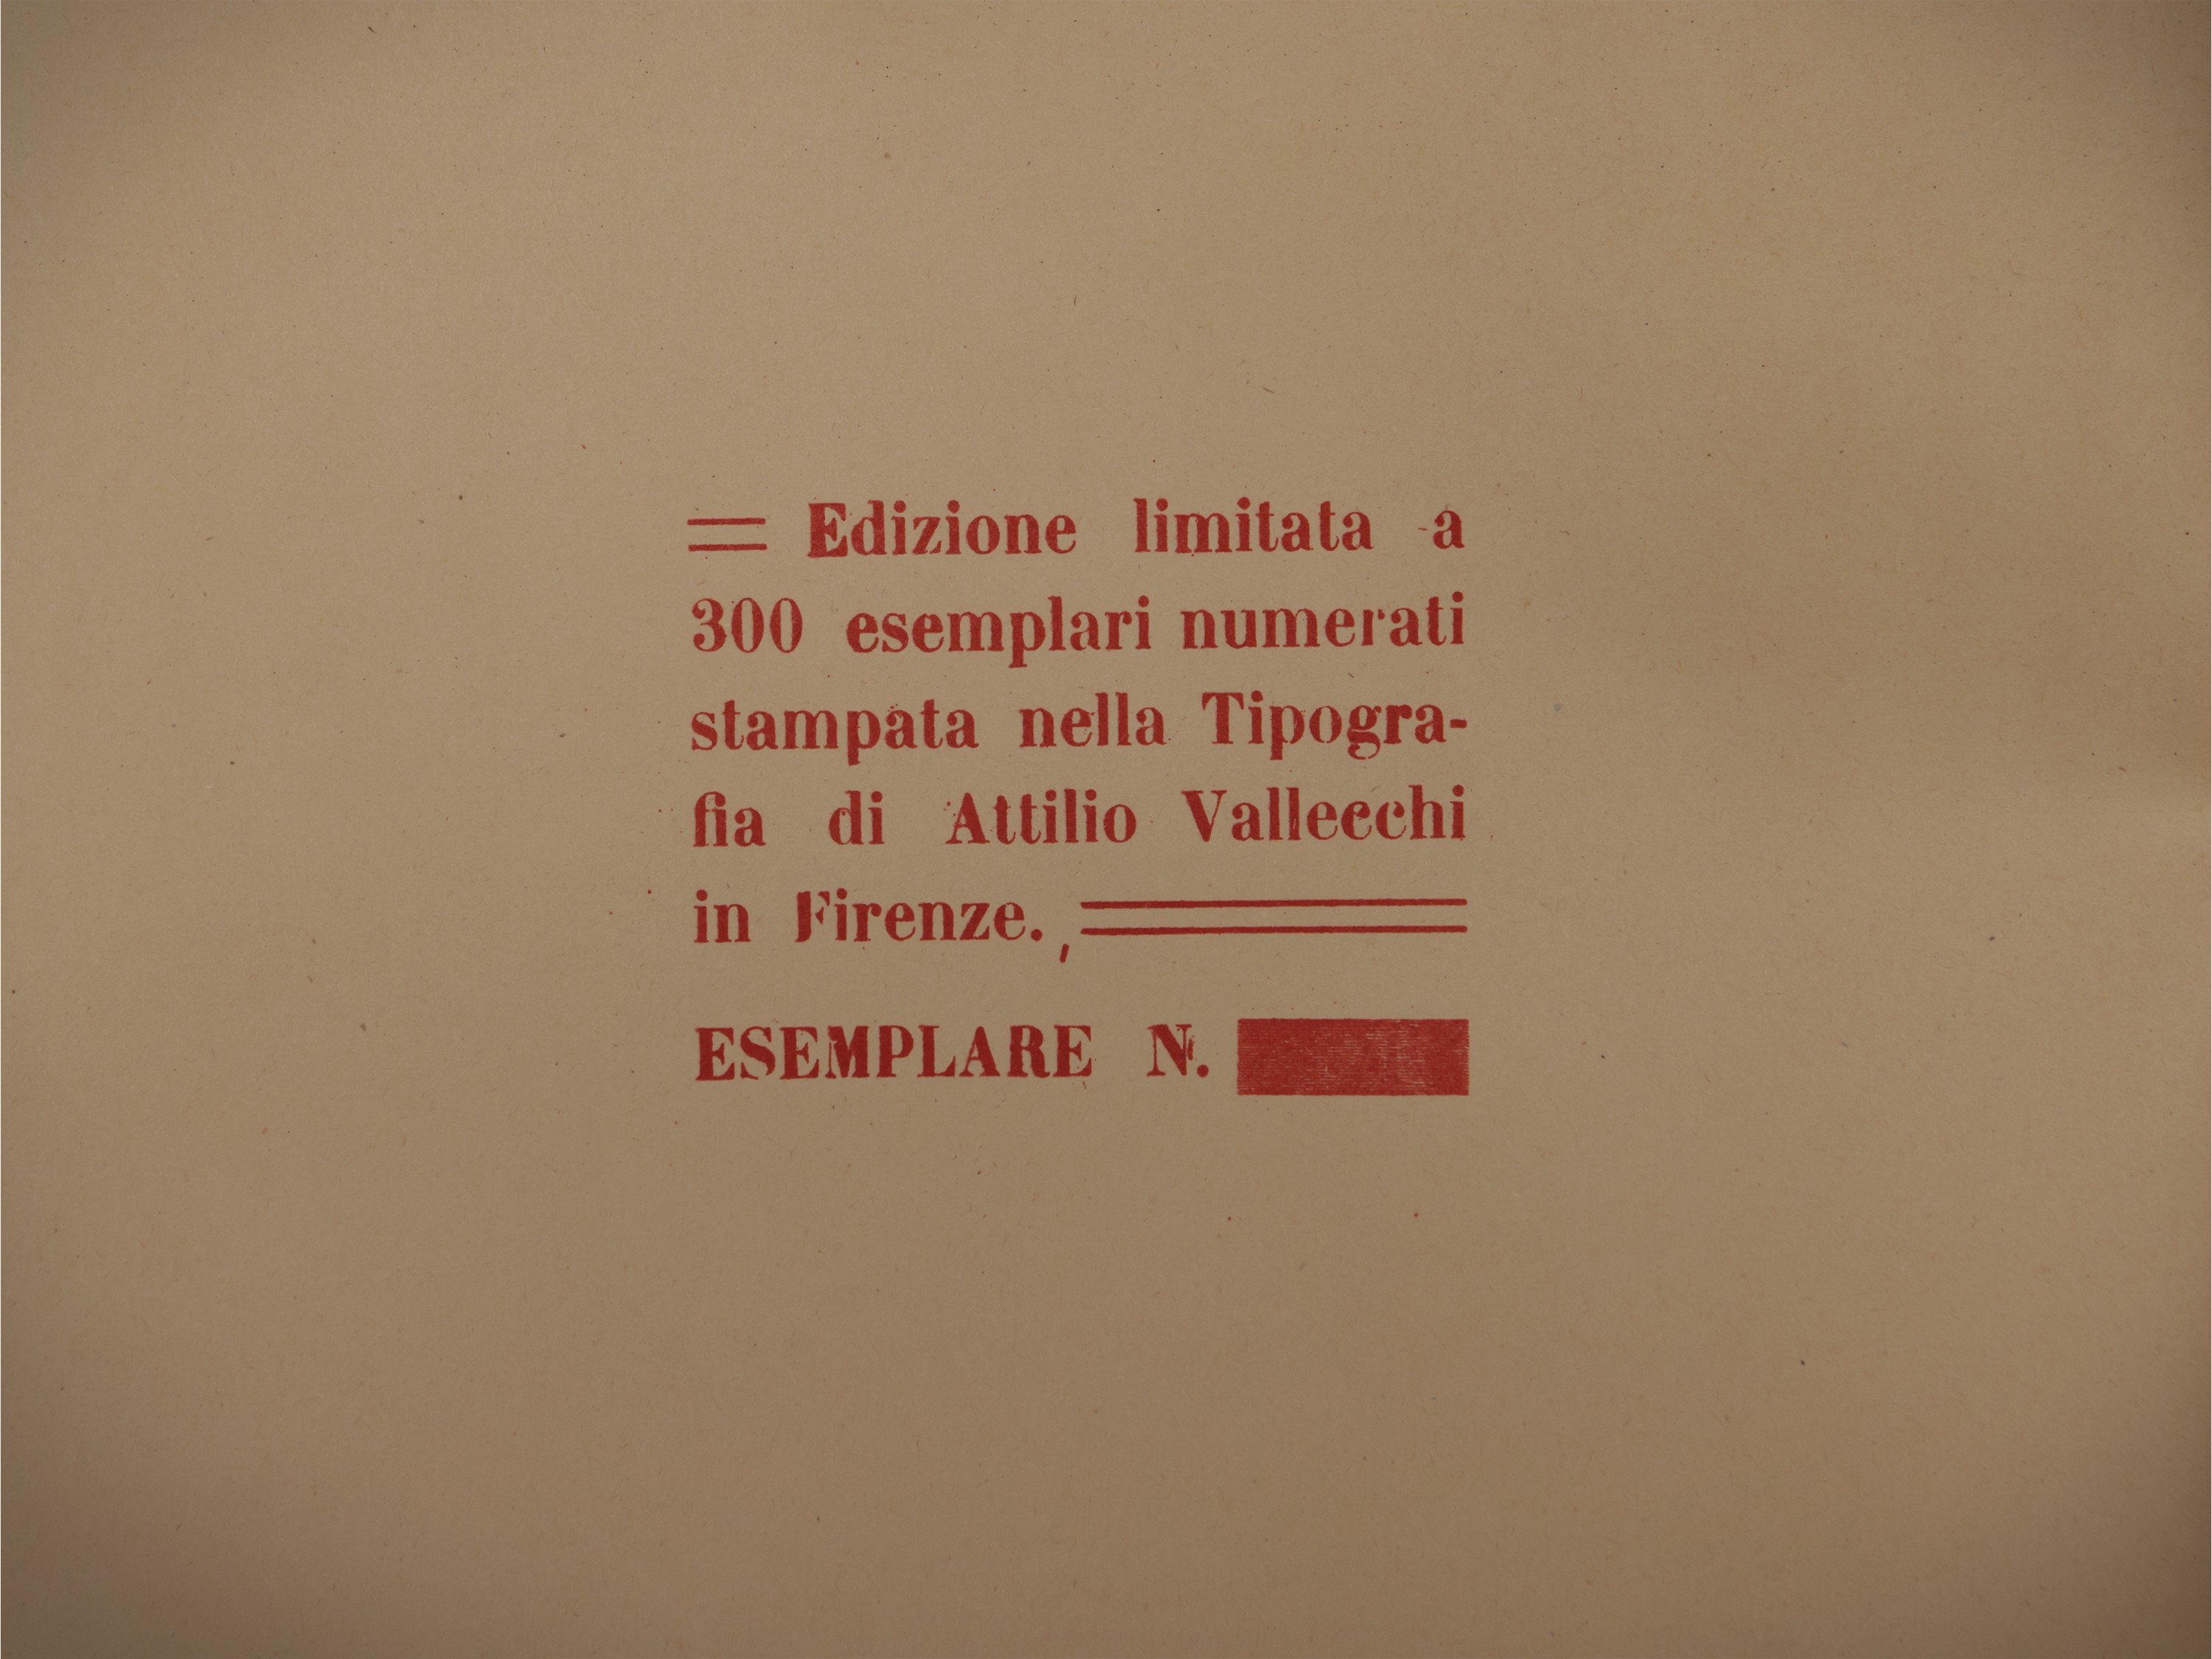 Edizione limitata a
300 esemplari numerati
stampata nella Tipogra-
fia di Attilio Vallecchi
in Firenze.
ESEMPLARE N.